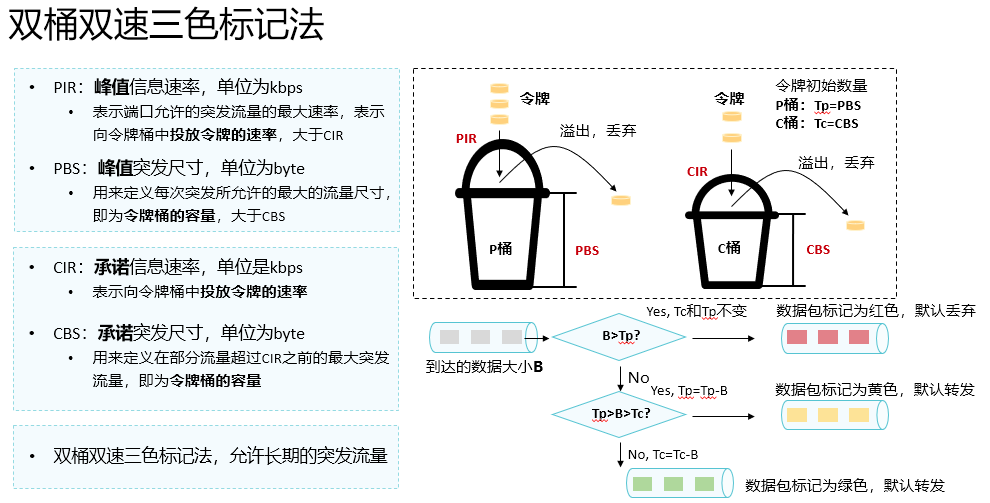 双桶双速三色标记法
• PIR：峰值信息速率，单位为kbps
• 表示端口允许的突发流量的最大速率，表示
向令牌桶中投放令牌的速率，大于CIR
• PBS：峰值突发尺寸，单位为byte
• 用来定义每次突发所允许的最大的流量尺寸，
即为令牌桶的容量，大于CBS
• CIR：承诺信息速率，单位是kbps
• 表示向令牌桶中投放令牌的速率
• CBS：承诺突发尺寸，单位为byte
• 用来定义在部分流量超过CIR之前的最大突发
流量，即为令牌桶的容量
• 双桶双速三色标记法，允许长期的突发流量
令牌
PIR
溢出，丢弃
P桶
PBS
令牌
CIR
溢出，丢弃
C桶
CBS
令牌初始数量
P桶：Tp=PBS
C桶：Tc=CBS
到达的数据大小B
B>Tp?
Yes, Tc和Tp不变
数据包标记为红色，默认丢弃
No
Tp>B>Tc?
Yes, Tp=Tp-B
数据包标记为黄色，默认转发
No, Tc=Tc-B
数据包标记为绿色，默认转发